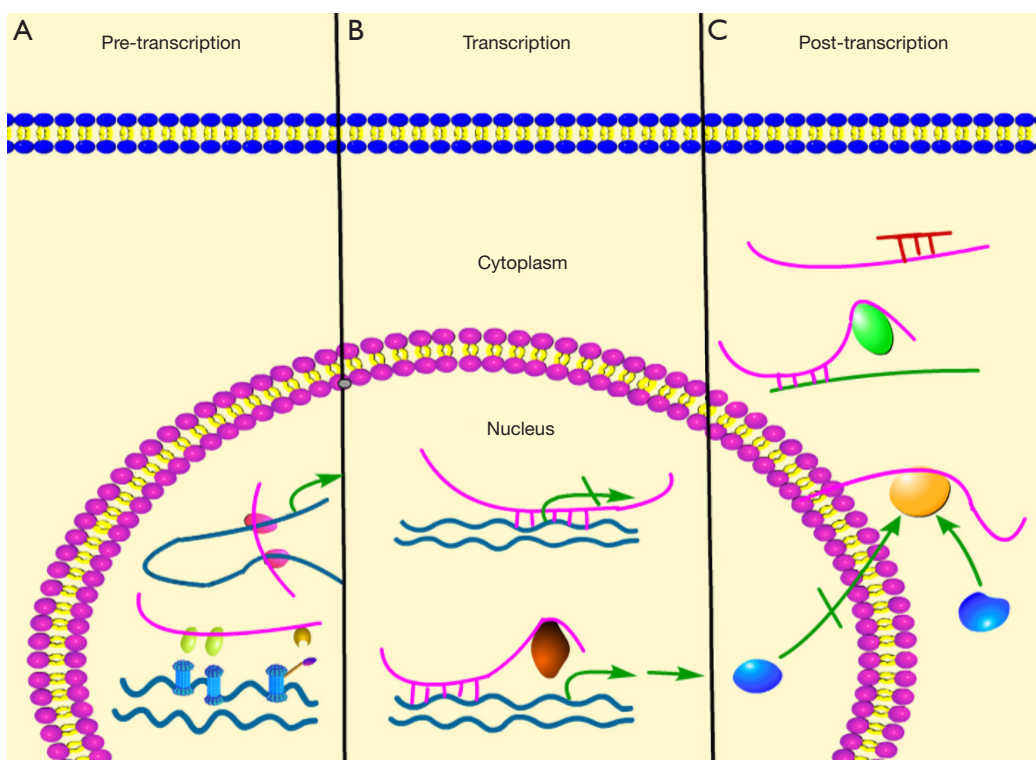 A
Pre-transcription
B
Transcription
C
Post-transcription
Cytoplasm
Nucleus